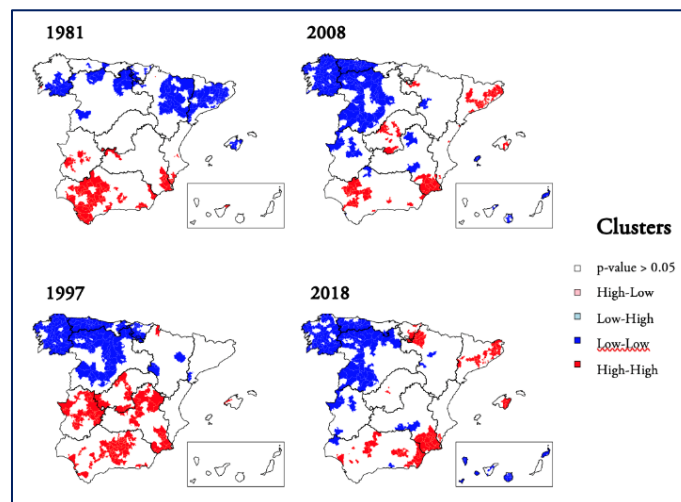 1981
2008
1997
2018
Clusters
p-value > 0.05
High-Low
Low-High
Low-Low
High-High